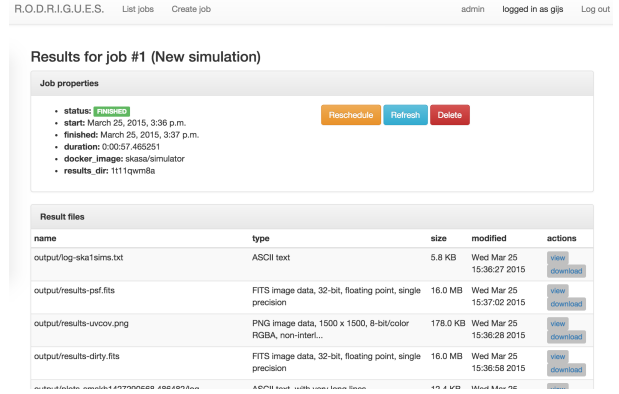 R.O.D.R.I.G.U.E.S. List jobs Create job admin logged in as gijs Log out
Results for job #1 (New simulation)
Job properties
status: FINISHED
start: March 25, 2015, 3:36 p.m.
finished: March 25, 2015, 3:37 p.m.
duration: 0:00:57.465251
docker_image: skasa/simulator
results_dir: 1t11qwm8a
Reschedule Refresh Delete
Result files
name type size modified actions
output/log-ska1sims.txt ASCII text 5.8 KB Wed Mar 25 view
15:36:27 2015 download
output/results-psf.fits FITS image data, 32-bit, floating point, single 16.0 MB Wed Mar 25 view
precision 15:37:02 2015 download
output/results-uvcov.png PNG image data, 1500 x 1500, 8-bit/color 178.0 KB Wed Mar 25 view
RGBA, non-interl... 15:36:28 2015 download
output/results-dirty.fits FITS image data, 32-bit, floating point, single 16.0 MB Wed Mar 25 view
precision 15:36:58 2015 download
ASCII text, with very long lines 12.4 KB Wed Mar 25 view